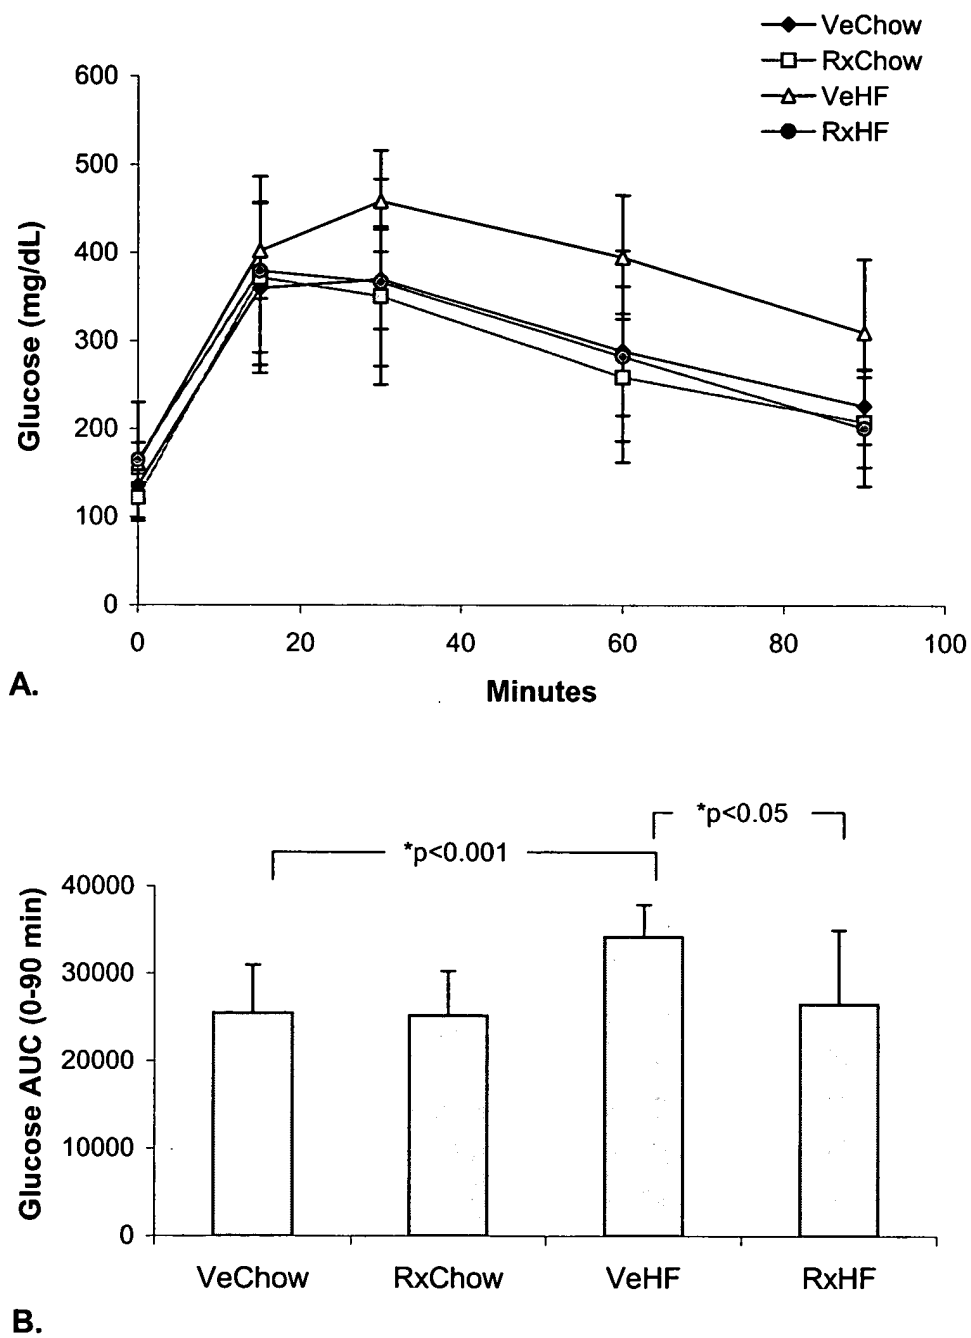 VeChow
RxChow
VeHF
RxHF
600
500
400
300
200
100
0
Glucose (mg/dL)
0 20 40 60 80 100
Minutes
A.
*p<0.05
*p<0.001
40000
30000
20000
10000
0
Glucose AUC (0-90 min)
VeChow RxChow VeHF RxHF
B.